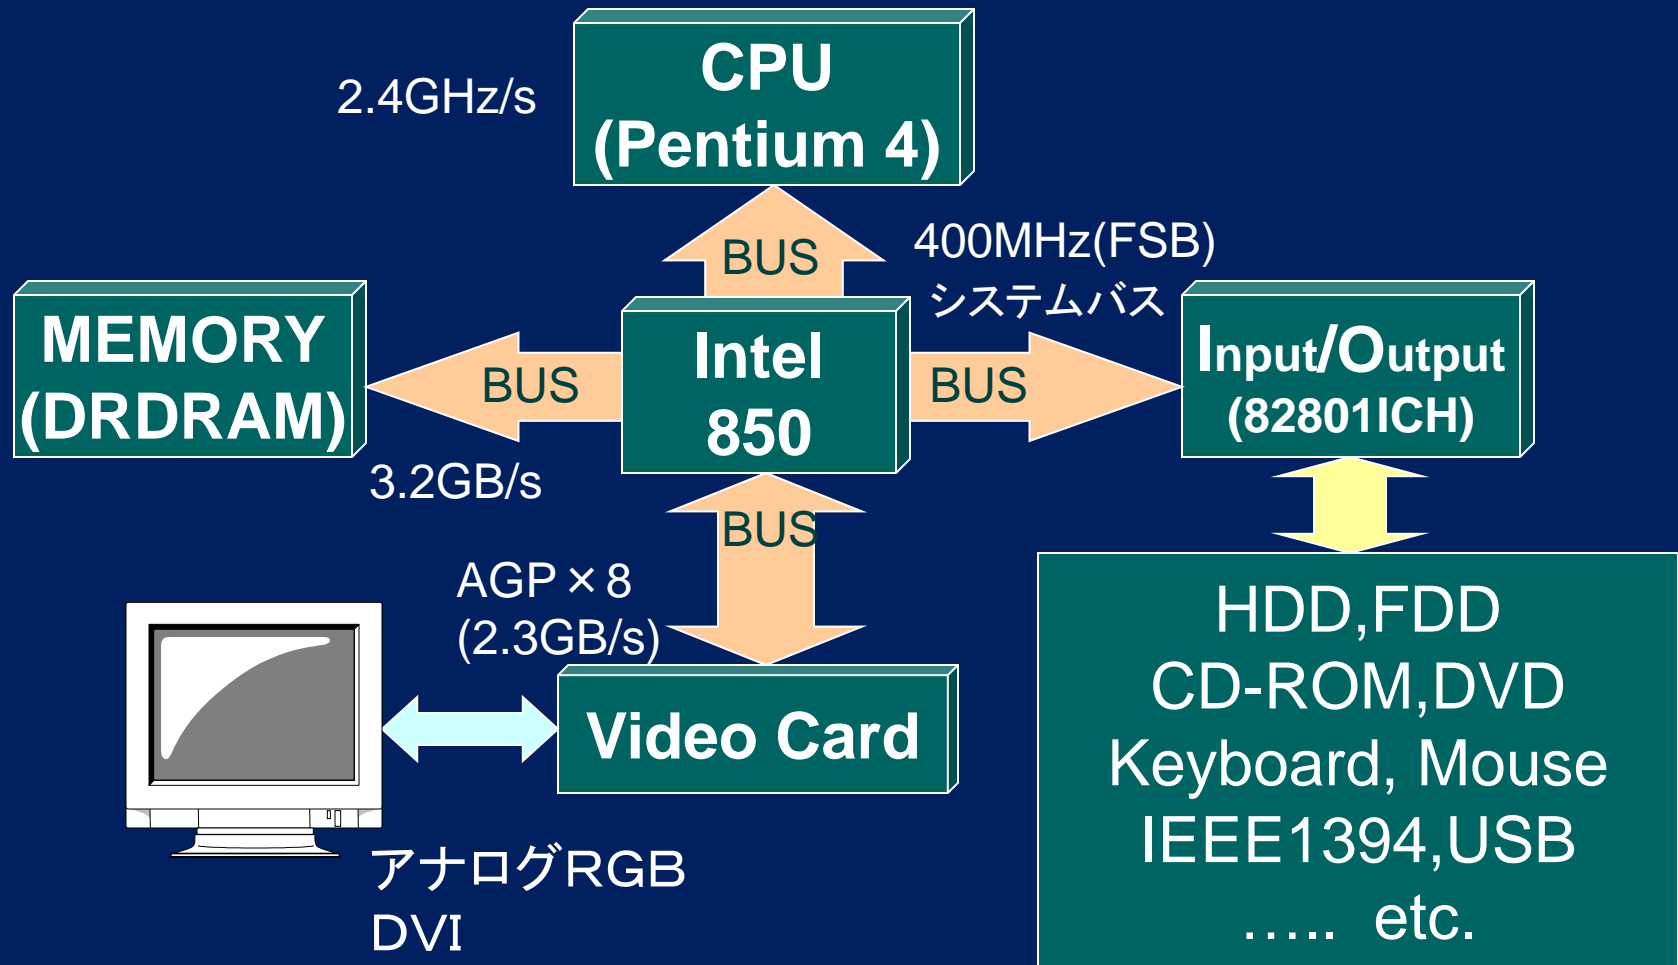 CPU
(Pentium 4)
2.4GHz/s
BUS
400MHz(FSB)
システムバス
MEMORY
(DRDRAM)
BUS
Intel
850
BUS
Input/Output
(82801ICH)
3.2GB/s
BUS
AGP×8
(2.3GB/s)
Video Card
アナログRGB
DVI
HDD,FDD
CD-ROM,DVD
Keyboard, Mouse
IEEE1394,USB
….. etc.